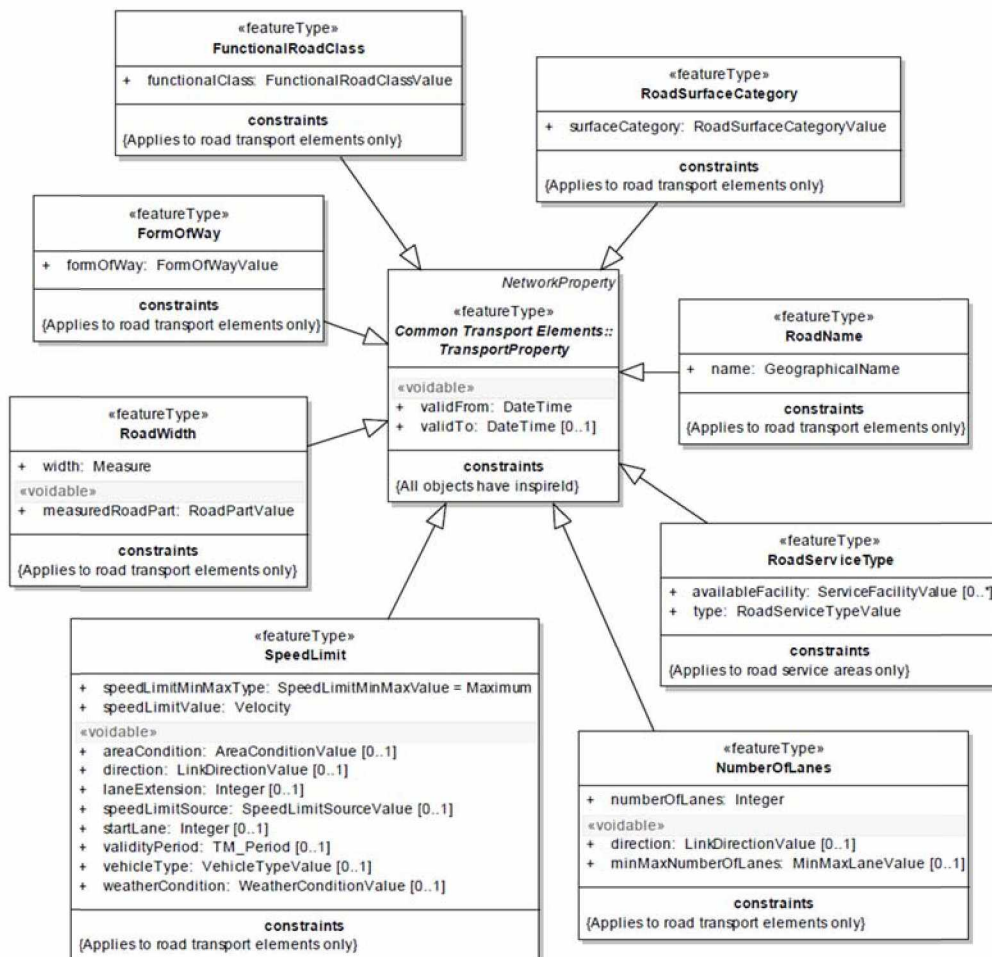 «featureType»
FunctionalRoadClass
+ functionalClass: FunctionalRoadClassValue
constraints
{Applies to road transport elements only}
«featureType»
RoadSurfaceCategory
+ surfaceCategory: RoadSurfaceCategoryValue
constraints
{Applies to road transport elements only}
«featureType»
FormOfWay
+ formOfWay: FormOfWayValue
constraints
{Applies to road transport elements only}
NetworkProperty
«featureType»
Common Transport Elements::
TransportProperty
«voidable»
+ validFrom: DateTime
+ validTo: DateTime [0..1]
constraints
{All objects have inspireId}
«featureType»
RoadName
+ name: GeographicalName
constraints
{Applies to road transport elements only}
«featureType»
RoadWidth
+ width: Measure
«voidable»
+ measuredRoadPart: RoadPartValue
constraints
{Applies to road transport elements only}
«featureType»
RoadServiceType
+ availableFacility: ServiceFacilityValue [0..*]
+ type: RoadServiceTypeValue
constraints
{Applies to road service areas only}
«featureType»
SpeedLimit
+ speedLimitMinMaxType: SpeedLimitMinMaxValue = Maximum
+ speedLimitValue: Velocity
«voidable»
+ areaCondition: AreaConditionValue [0..1]
+ direction: LinkDirectionValue [0..1]
+ laneExtension: Integer [0..1]
+ speedLimitSource: SpeedLimitSourceValue [0..1]
+ startLane: Integer [0..1]
+ validityPeriod: TM_Period [0..1]
+ vehicleType: VehicleTypeValue [0..1]
+ weatherCondition: WeatherConditionValue [0..1]
constraints
{Applies to road transport elements only}
«featureType»
NumberOfLanes
+ numberOfLanes: Integer
«voidable»
+ direction: LinkDirectionValue [0..1]
+ minMaxNumberOfLanes: MinMaxLaneValue [0..1]
constraints
{Applies to road transport elements only}